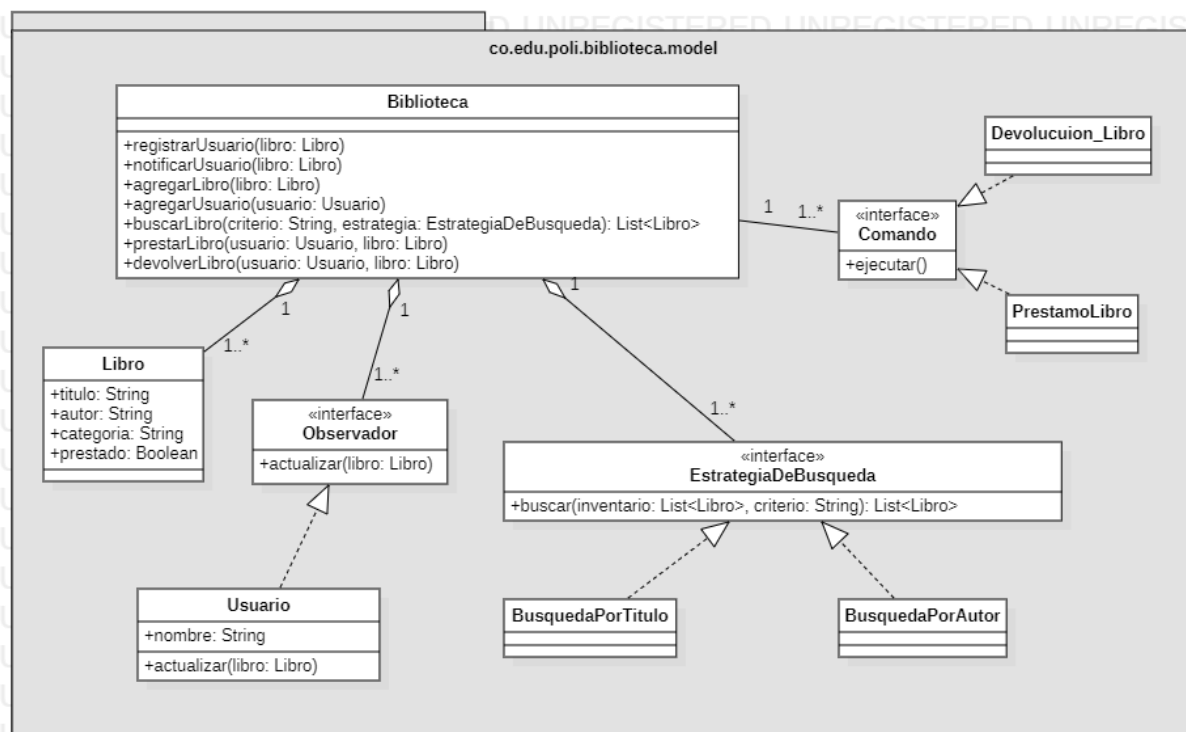 UNREGISTERED UNREGISTERED UNREGIS
co.edu.poli.biblioteca.model
Biblioteca
+registrarUsuario(libro: Libro)
+notificarUsuario(libro: Libro)
+agregarLibro(libro: Libro)
+agregarUsuario(usuario: Usuario)
+buscarLibro(criterio: String, estrategia: EstrategiaDeBusqueda): List<Libro>
+prestarLibro(usuario: Usuario, libro: Libro)
+devolverLibro(usuario: Usuario, libro: Libro)
Devolucuion_Libro
1
1..*
«interface»
Comando
+ejecutar()
PrestamoLibro
1
1
1
1..*
1..*
1..*
Libro
+titulo: String
+autor: String
+categoria: String
+prestado: Boolean
«interface»
Observador
+actualizar(libro: Libro)
«interface»
EstrategiaDeBusqueda
+buscar(inventario: List<Libro>, criterio: String): List<Libro>
Usuario
+nombre: String
+actualizar(libro: Libro)
BusquedaPorTitulo
BusquedaPorAutor